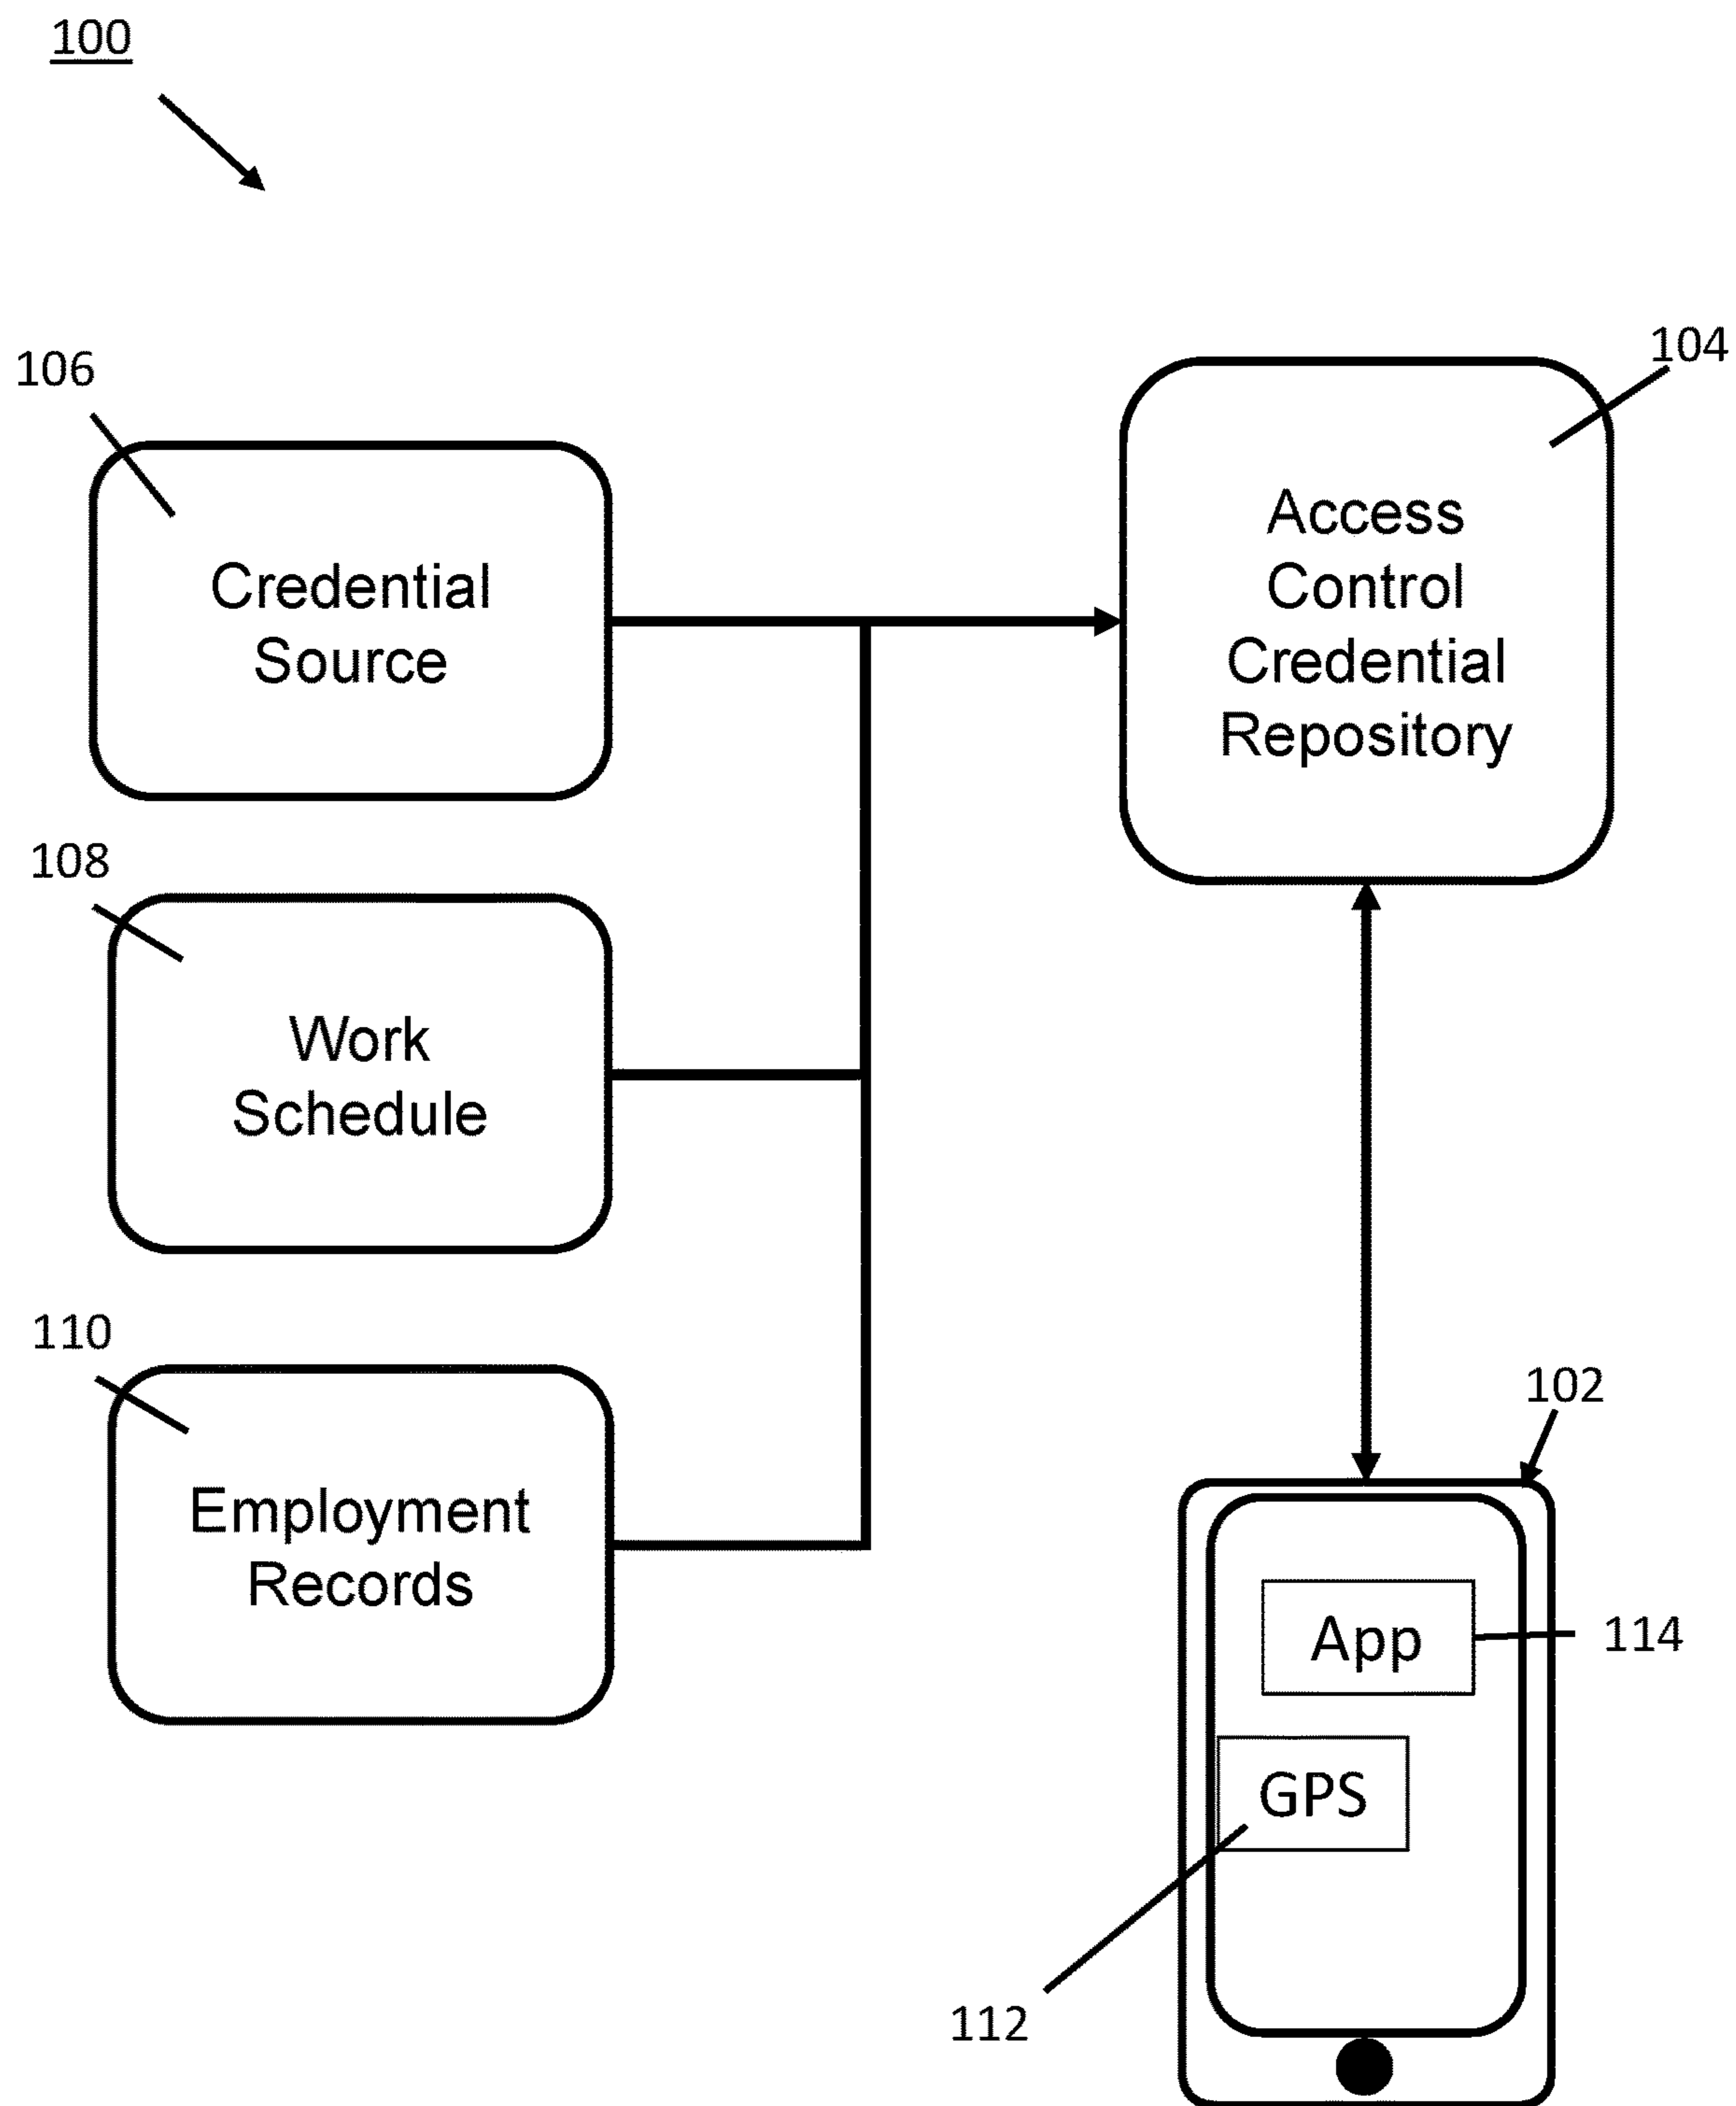 100
104
106
Access
Control
Credential
Repository
Credential
Source
108
Work
Schedule
110
Employment
Records
102
App
114
GPS
112